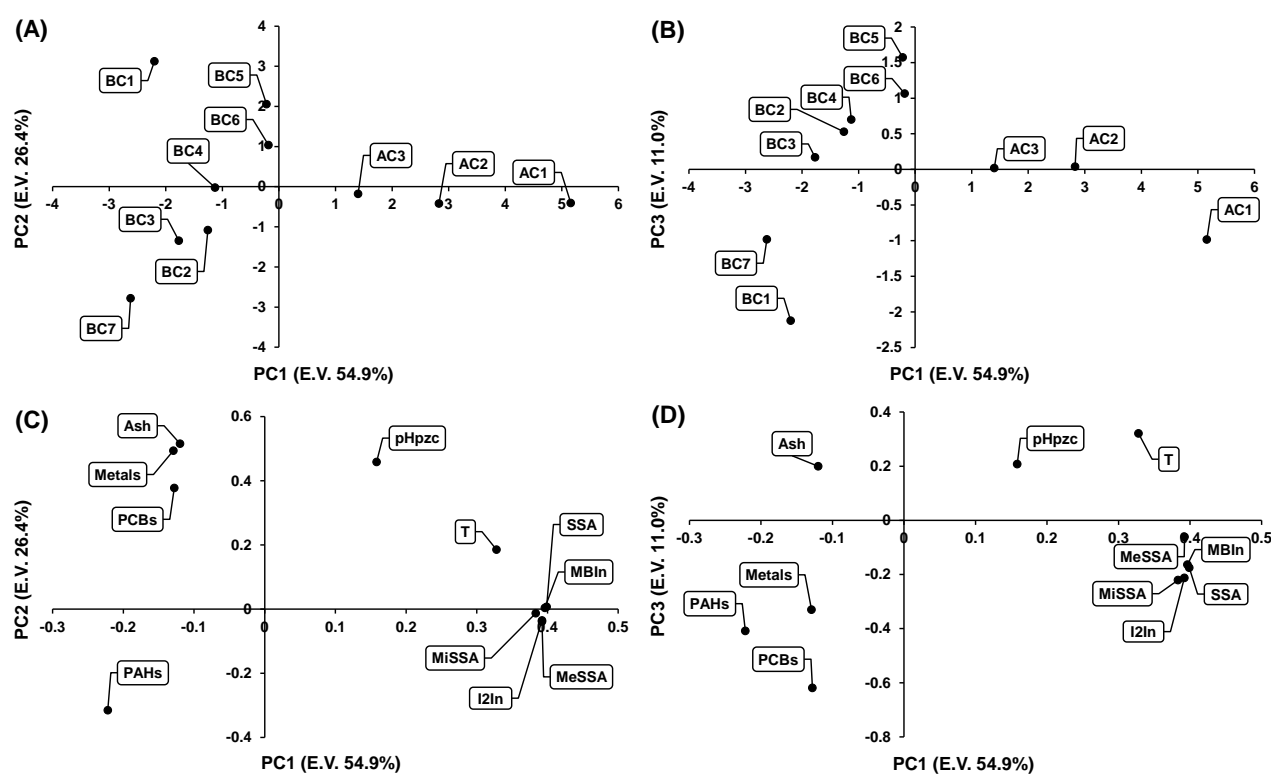 (A)
4
3
2
1
0
-1
-2
-3
-4
-4 -3 -2 -1 0 1 2 3 4 5 6
BC1
BC5
BC6
BC4
BC3
BC2
BC7
AC3
AC2
AC1
PC2 (E.V. 26.4%)
PC1 (E.V. 54.9%)
(B)
2
1.5
1
0.5
0
-0.5
-1
-1.5
-2
-2.5
-4 -3 -2 -1 0 1 2 3 4 5 6
BC5
BC6
BC4
BC2
BC3
AC3
AC2
AC1
BC7
BC1
PC3 (E.V. 11.0%)
PC1 (E.V. 54.9%)
(C)
0.6
0.4
0.2
0
-0.2
-0.4
-0.3 -0.2 -0.1 0 0.1 0.2 0.3 0.4 0.5
Ash
Metals
PCBs
pHpzc
T
SSA
MBIn
MiSSA
I2In
MeSSA
PAHs
PC2 (E.V. 26.4%)
PC1 (E.V. 54.9%)
(D)
0.4
0.2
0
-0.2
-0.4
-0.6
-0.8
-0.3 -0.2 -0.1 0 0.1 0.2 0.3 0.4 0.5
Ash
pHpzc
T
MeSSA
MBIn
MiSSA
SSA
I2In
Metals
PAHs
PCBs
PC3 (E.V. 11.0%)
PC1 (E.V. 54.9%)